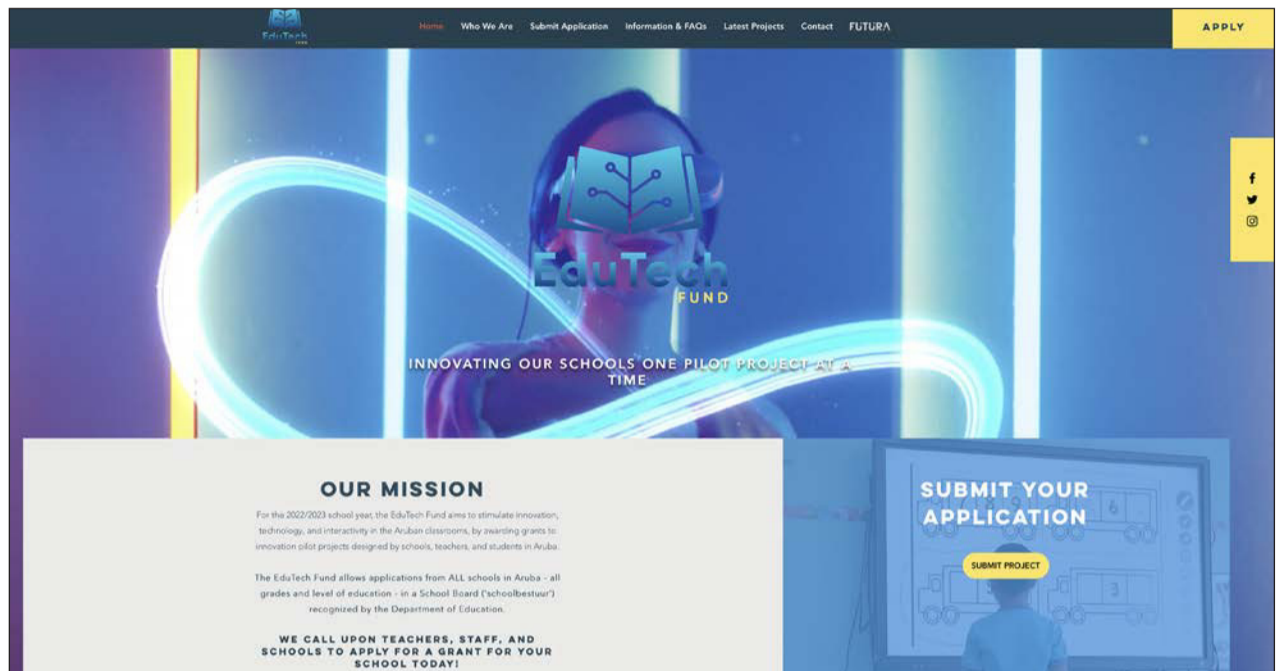 EduTech
FUND
Home Who We Are Submit Application Information & FAQs Latest Projects Contact FUTURA
APPLY
EduTech
FUND
INNOVATING OUR SCHOOLS ONE PILOT PROJECT AT A
TIME
OUR MISSION
For the 2022/2023 school year, the EduTech Fund aims to stimulate innovation,
technology, and interactivity in the Aruban classrooms, by awarding grants to
innovation pilot projects designed by schools, teachers, and students in Aruba.
The EduTech Fund allows applications from ALL schools in Aruba - all
grades and level of education - in a School Board ('schoolbestuur')
recognized by the Department of Education.
WE CALL UPON TEACHERS, STAFF, AND
SCHOOLS TO APPLY FOR A GRANT FOR YOUR
SCHOOL TODAY!
SUBMIT YOUR
APPLICATION
SUBMIT PROJECT
6
3